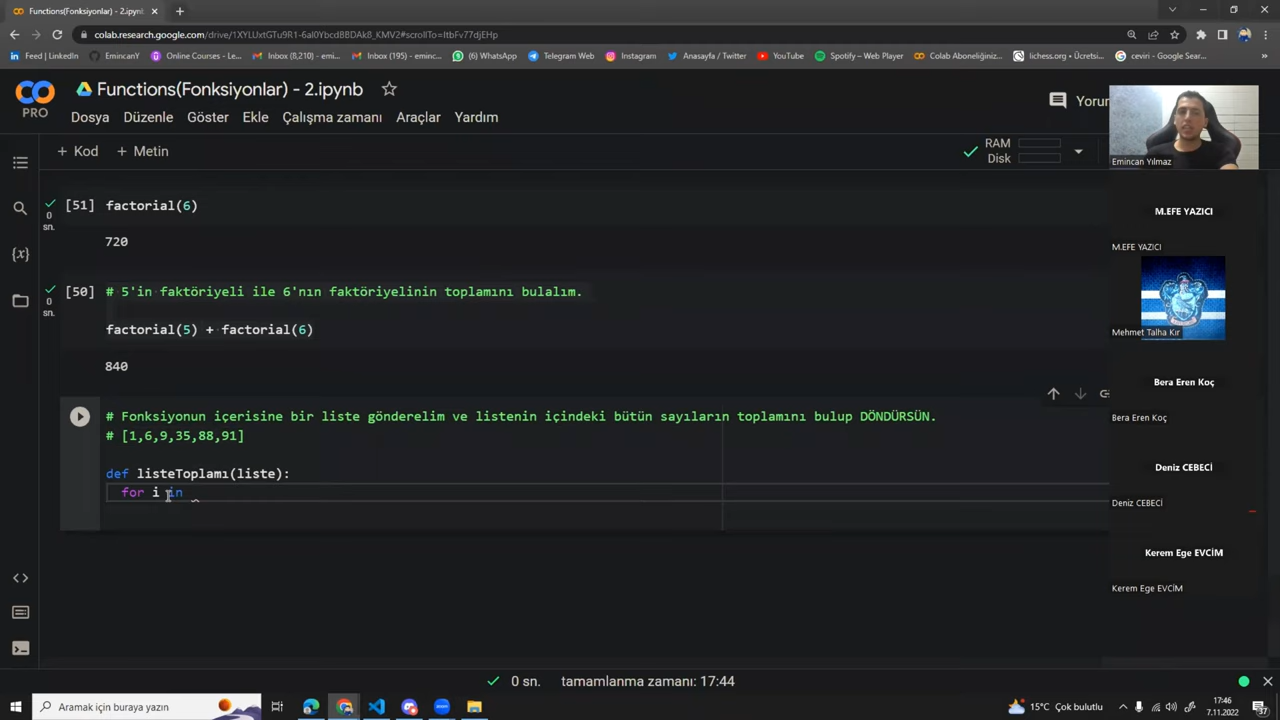 Functions(Fonksiyonlar) - 2.ipynb
colab.research.google.com/drive/1XYLUxtGTu9R1-6al0YbcdBBDAk8_KMV2#scrollTo=ItbFv77djEHp
Feed | LinkedIn
EmincanY
Online Courses - Le...
Inbox (8,210) - emi...
Inbox (195) - eminc...
(6) WhatsApp
Telegram Web
Instagram
Anasayfa / Twitter
YouTube
Spotify – Web Player
Colab Aboneliğiniz...
lichess.org • Ücretsi...
ceviri - Google Sear...
PRO
Functions(Fonksiyonlar) - 2.ipynb
Dosya Düzenle Göster Ekle Çalışma zamanı Araçlar Yardım
Yorum
+ Kod + Metin
RAM
Disk
Emincan Yılmaz
[51] factorial(6)
0
sn.
720
[50] # 5'in faktöriyeli ile 6'nın faktöriyelinin toplamını bulalım.
0
sn.
factorial(5) + factorial(6)
840
# Fonksiyonun içerisine bir liste gönderelim ve listenin içindeki bütün sayıların toplamını bulup DÖNDÜRSÜN.
# [1,6,9,35,88,91]
def listeToplamı(liste):
for i in
M.EFE YAZICI
M.EFE YAZICI
Mehmet Talha Kır
Bera Eren Koç
Bera Eren Koç
Deniz CEBECİ
Deniz CEBECİ
Kerem Ege EVCİM
Kerem Ege EVCİM
0 sn. tamamlanma zamanı: 17:44
Aramak için buraya yazın
15°C Çok bulutlu
17:46
7.11.2022
37